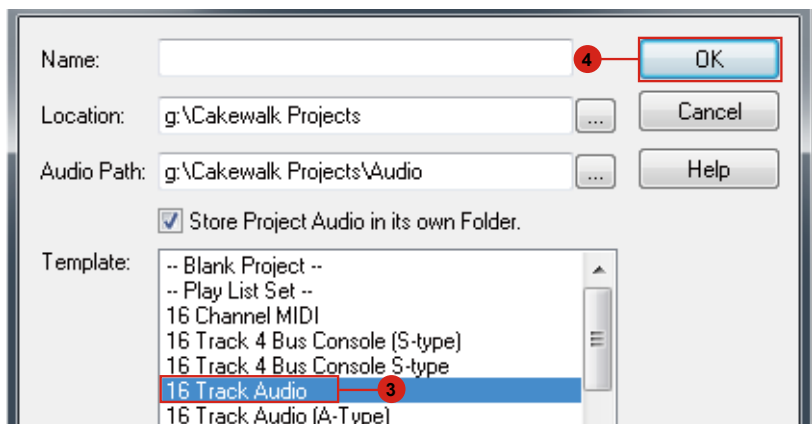 Name:
4
OK
Location:
g:\Cakewalk Projects
...
Cancel
Audio Path:
g:\Cakewalk Projects\Audio
...
Help
Store Project Audio in its own Folder.
Template:
-- Blank Project --
-- Play List Set --
16 Channel MIDI
16 Track 4 Bus Console (S-type)
16 Track 4 Bus Console S-type
16 Track Audio
3
16 Track Audio (A-Type)